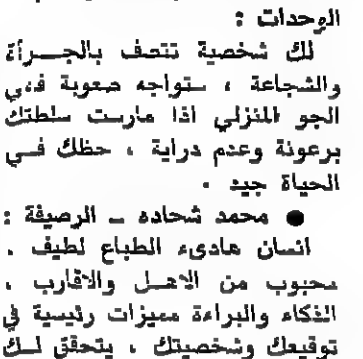 الوحدات :
لك شخصية تتصف بالجرأة
والشجاعة ، ستواجه صعوبة في
الجو المنزلي اذا مارست سلطتك
برعونة وعدم دراية ، حظك في
الحياة جيد .
● محمد شحاده ــ الرصيفة :
انسان هادىء الطباع لطيف .
محبوب من الاهل والاقارب ،
الذكاء والبراءة مميزات رئيسية في
توقيعك وشخصيتك ، يتحقق لك